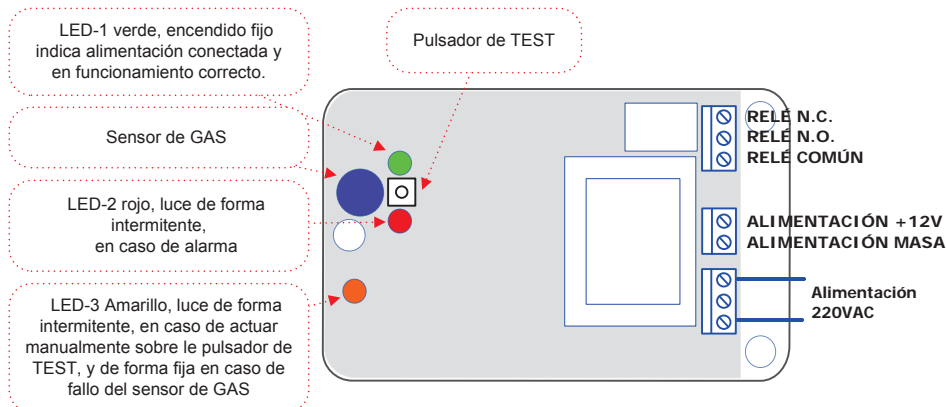 LED-1 verde, encendido fijo
indica alimentación conectada y
en funcionamiento correcto.
Pulsador de TEST
Sensor de GAS
LED-2 rojo, luce de forma
intermitente,
en caso de alarma
LED-3 Amarillo, luce de forma
intermitente, en caso de actuar
manualmente sobre le pulsador de
TEST, y de forma fija en caso de
fallo del sensor de GAS
RELÉ N.C.
RELÉ N.O.
RELÉ COMÚN
ALIMENTACIÓN +12V
ALIMENTACIÓN MASA
Alimentación
220VAC